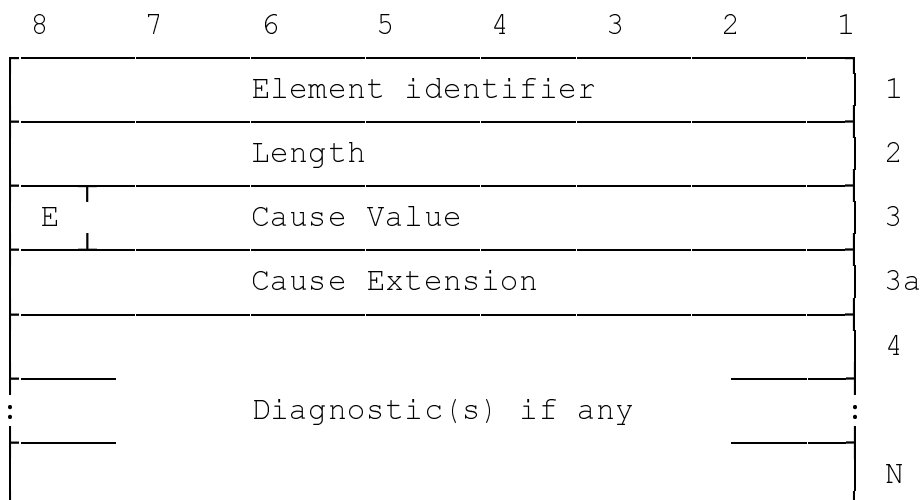 8 7 6 5 4 3 2 1
Element identifier 1
Length 2
E Cause Value 3
Cause Extension 3a
4
: Diagnostic(s) if any :
N